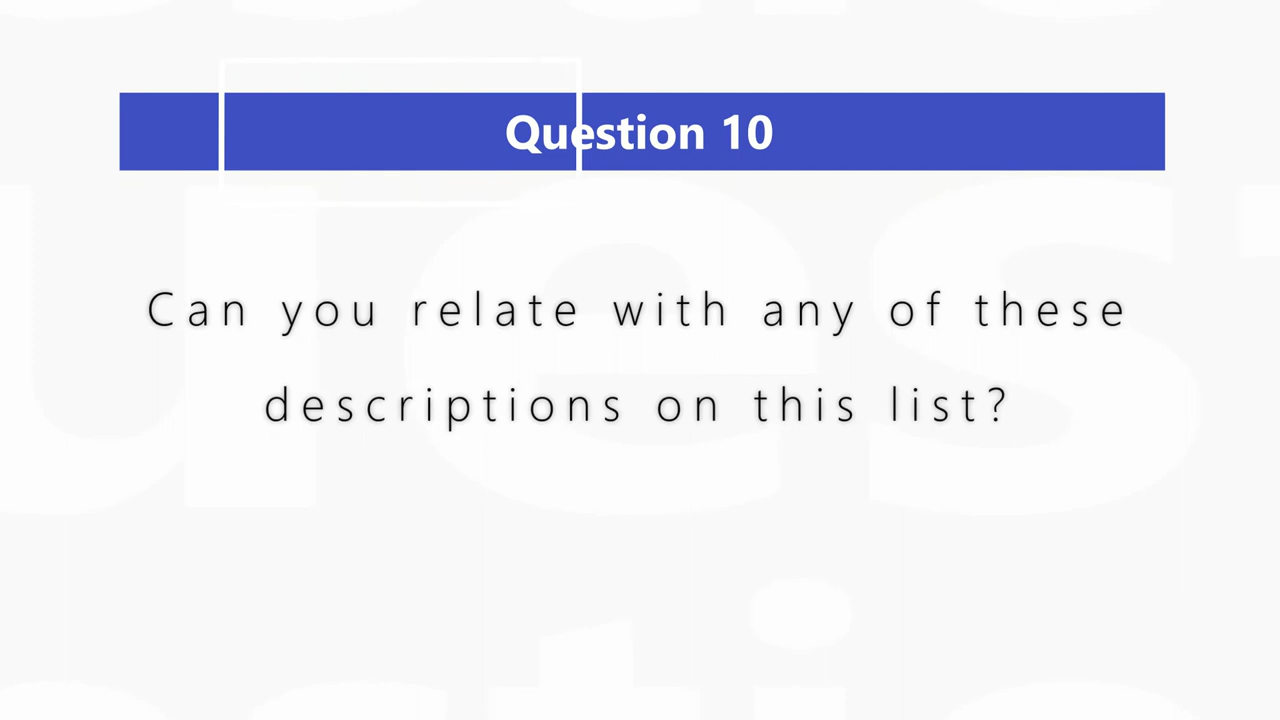 Question 10
Can you relate with any of these
descriptions on this list?